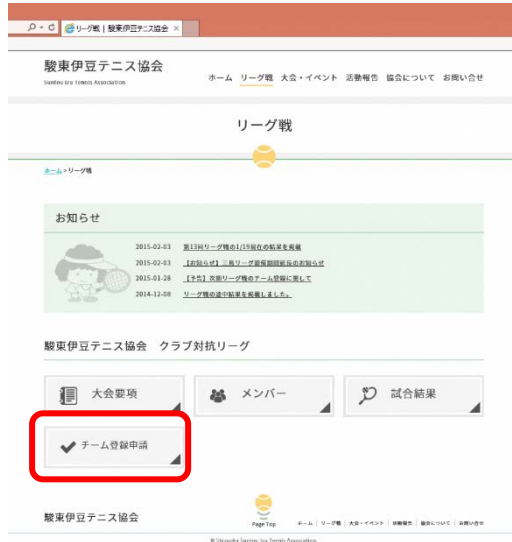 リーグ戦 | 駿東伊豆テニス協会 ×
駿東伊豆テニス協会
Suntou Izu Tennis Association
ホーム リーグ戦 大会・イベント 活動報告 協会について お問い合せ
リーグ戦
ホーム > リーグ戦
お知らせ
2015-02-03 第13回リーグ戦の1/19現在の結果を掲載
2015-02-03 【お知らせ】三島リーグ震度期間延長のお知らせ
2015-01-28 【予告】次期リーグ戦のチーム登録に関して
2014-12-08 リーグ戦の途中結果を掲載しました。
駿東伊豆テニス協会 クラブ対抗リーグ
大会要項
メンバー
試合結果
チーム登録申請
駿東伊豆テニス協会
Page Top
ホーム | リーグ戦 | 大会・イベント | 活動報告 | 協会について | お問い合せ